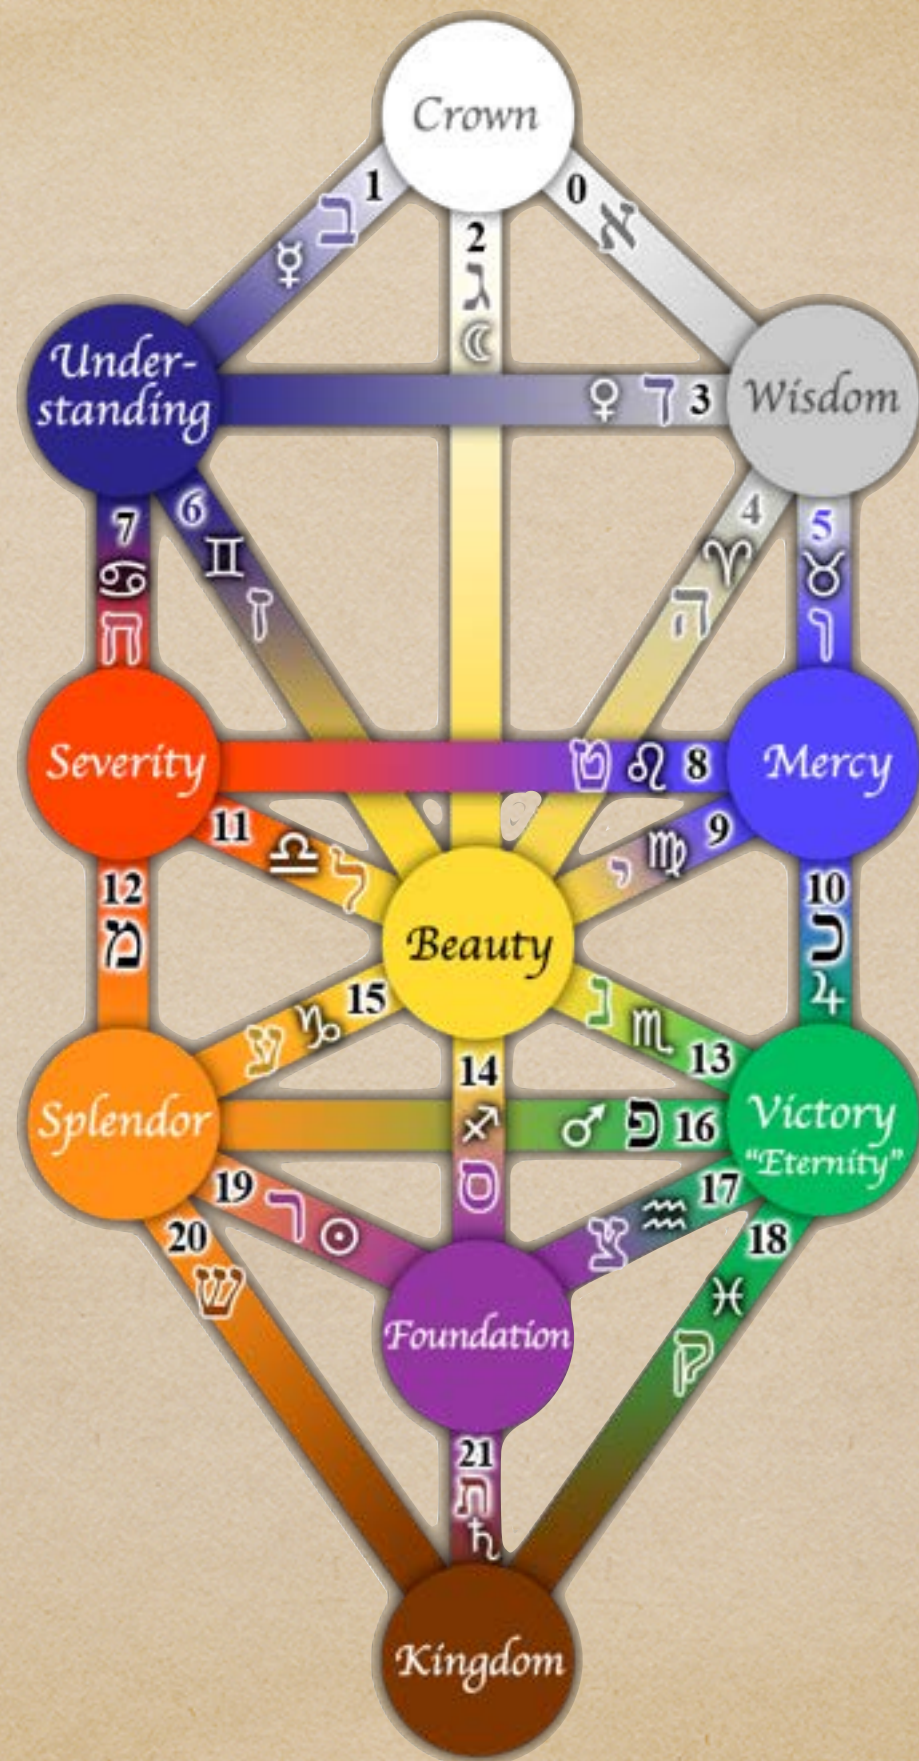 Crown
1 ב ☿
0 א
2
ג
☾
Under-
standing
♀ ד 3
Wisdom
7
♋
ח
6
♊
ז
4
♈
ה
5
♉
ו
Severity
ט ♌ 8
Mercy
11 ♎ ל
י ♍ 9
12
מ
10
כ
♃
Beauty
ע ♑ 15
נ ♏ 13
14
♐
ס
Splendor
♂ פ 16
Victory
“Eternity”
19 ר ☉
צ ♒ 17
20
ש
18
♓
ק
Foundation
21
ת
♄
Kingdom